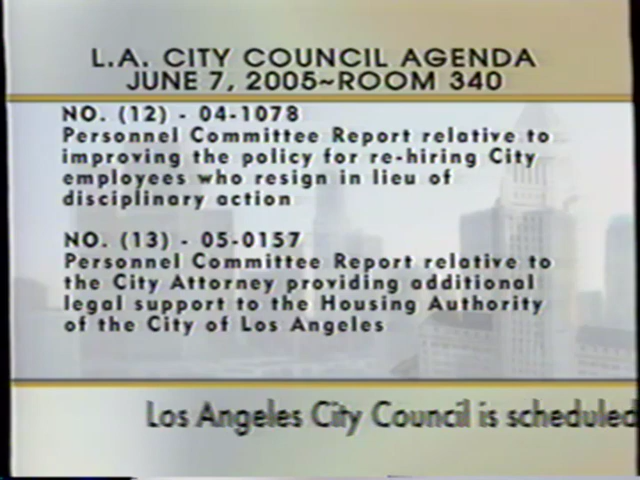 L.A. CITY COUNCIL AGENDA
JUNE 7, 2005~ROOM 340
NO. (12) - 04-1078
Personnel Committee Report relative to
improving the policy for re-hiring City
employees who resign in lieu of
disciplinary action
NO. (13) - 05-0157
Personnel Committee Report relative to
the City Attorney providing additional
legal support to the Housing Authority
of the City of Los Angeles
Los Angeles City Council is scheduled